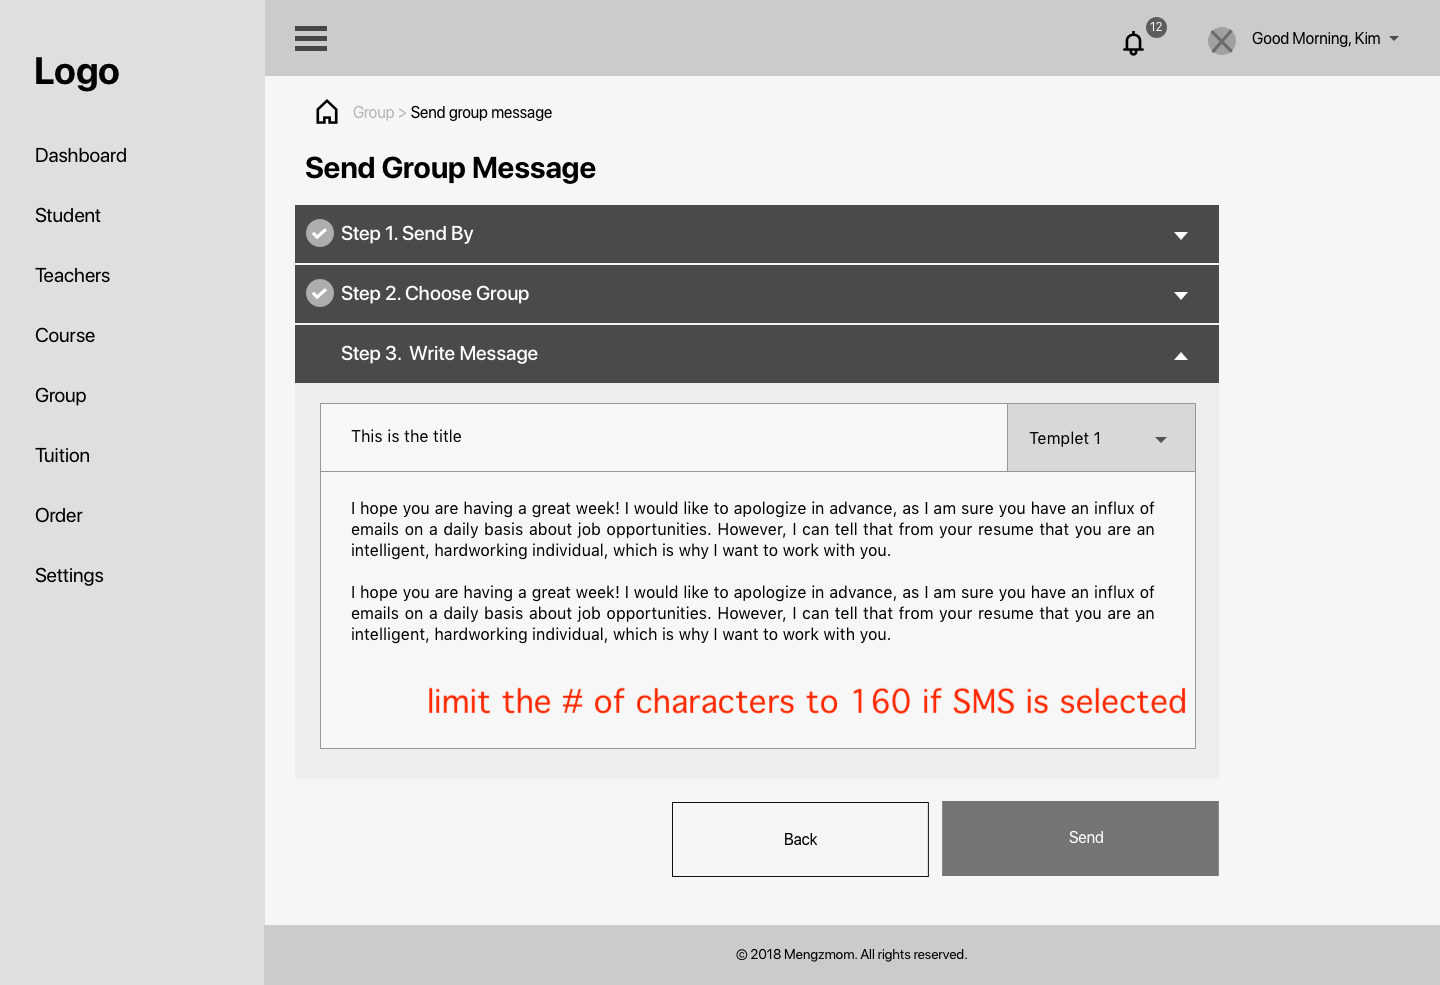 Logo
Dashboard
Student
Teachers
Course
Group
Tuition
Order
Settings
12
Good Morning, Kim
Group > Send group message
Send Group Message
Step 1. Send By
Step 2. Choose Group
Step 3. Write Message
This is the title
Templet 1
I hope you are having a great week! I would like to apologize in advance, as I am sure you have an influx of
emails on a daily basis about job opportunities. However, I can tell that from your resume that you are an
intelligent, hardworking individual, which is why I want to work with you.
I hope you are having a great week! I would like to apologize in advance, as I am sure you have an influx of
emails on a daily basis about job opportunities. However, I can tell that from your resume that you are an
intelligent, hardworking individual, which is why I want to work with you.
limit the # of characters to 160 if SMS is selected
Back
Send
© 2018 Mengzmom. All rights reserved.